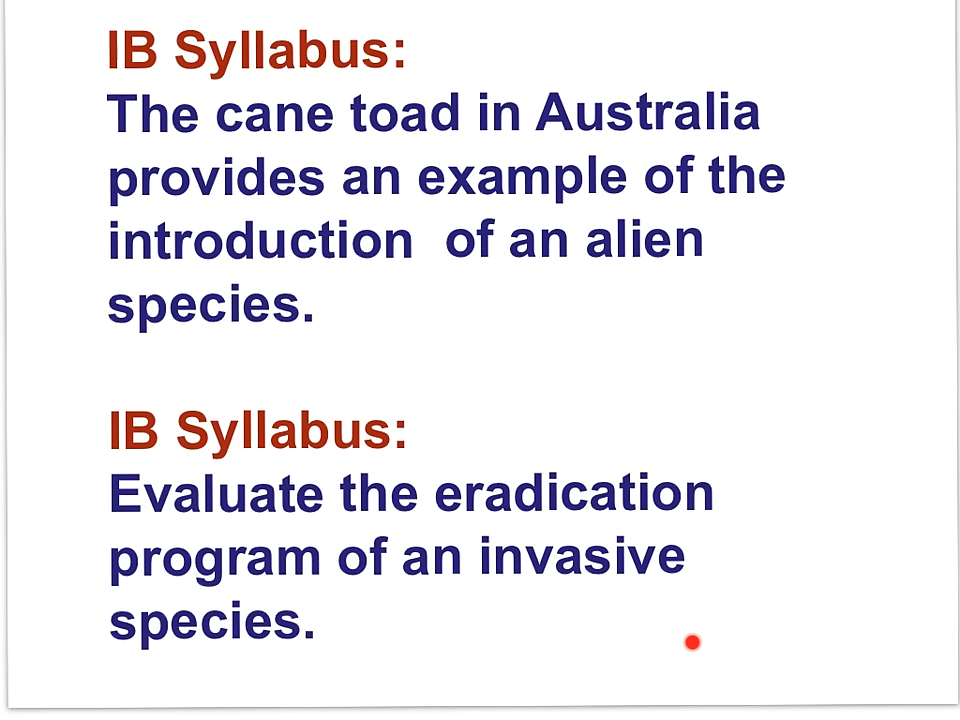 IB Syllabus:
The cane toad in Australia
provides an example of the
introduction of an alien
species.
IB Syllabus:
Evaluate the eradication
program of an invasive
species.